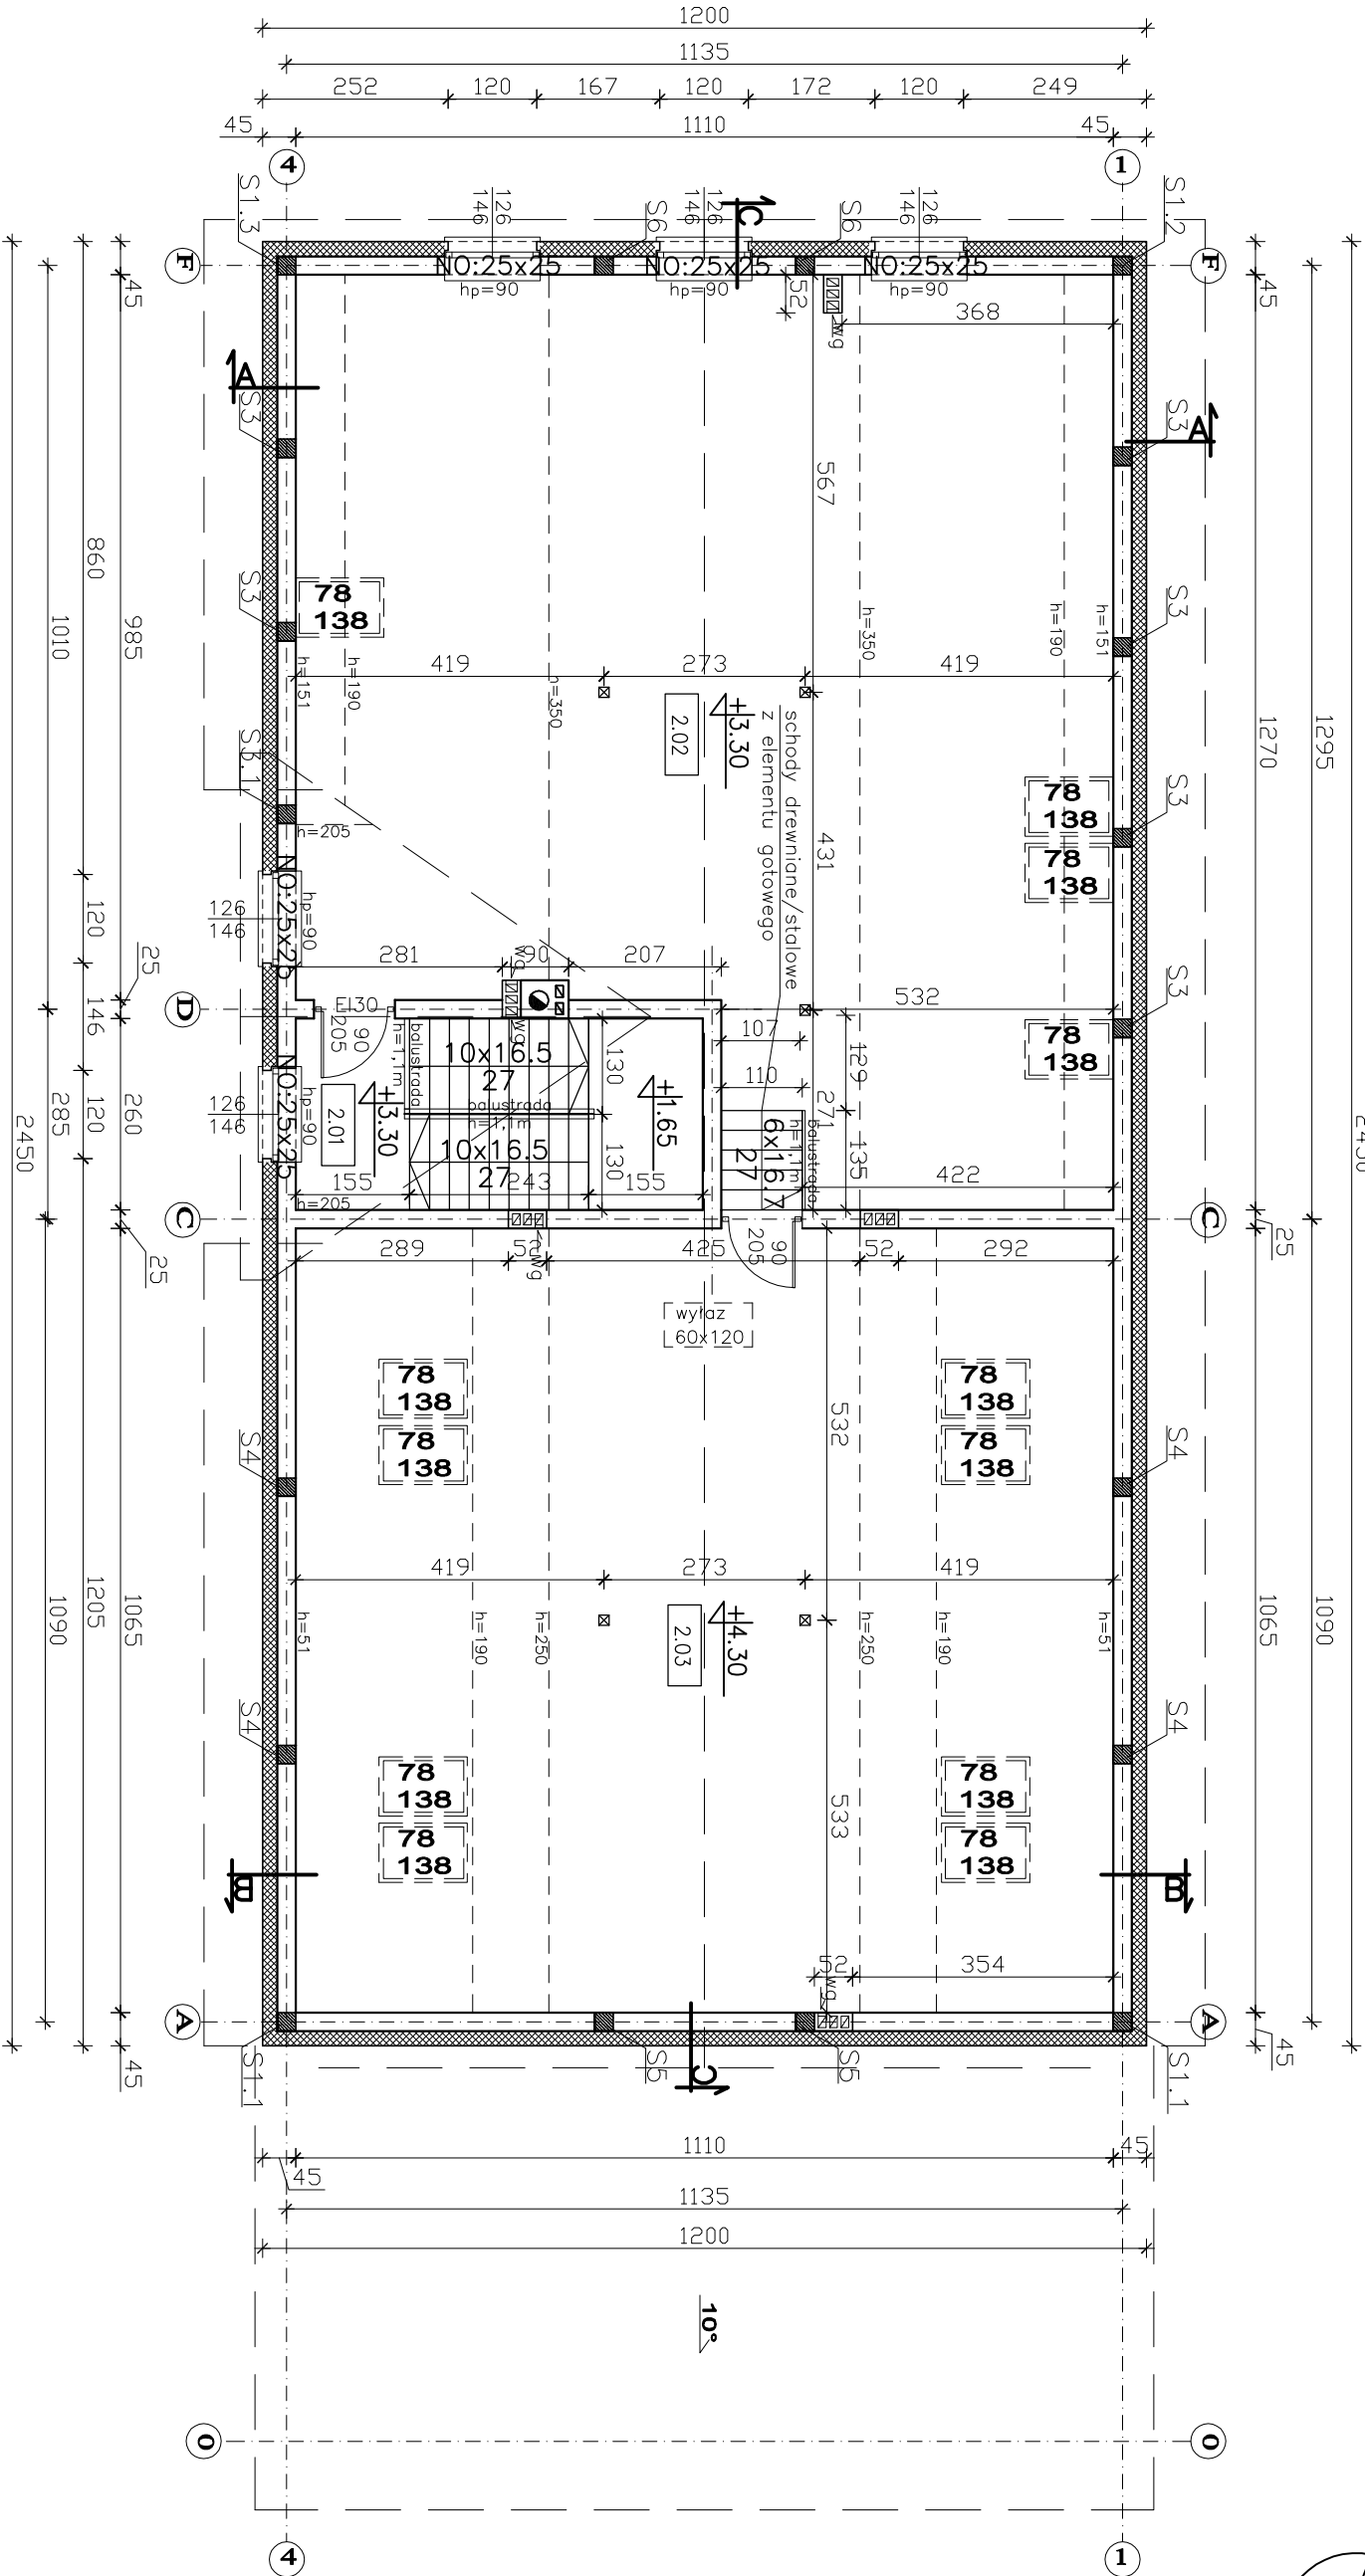 1200
1135
252 120 167 120 172 120 249
45 1110 45
4 1
S1.3 126 146 126 146 126 146 S1.2
S6 S6
C
F F
NO:25x25 NO:25x25 NO:25x25
hp=90 hp=90 hp=90
52
wg
368
45 45
A A
S3 S3
567
860
985
1010
S3 S3
78
138
h=151 h=190 h=350 h=350 h=190 h=151
419 273 419
2.02
+3.30
schody drewniane/stalowe
z elementu gotowego
1295
1270
S3.1
h=205
78
138
S3
431
78
138
NO:25x25
hp=90
126
146
120
25
281 90 207
wg
532
S3
D
EI30
90
205
h=1,1m
balustrada
10x16.5
27
wg
130
107
129
78
138
146
balustrada
h=1,1m
110
271
+1.65
+3.30
2.01
NO:25x25
hp=90
126
146
120
260
285
2450
10x16.5
27
130
6x16.7
27
h=1,1m
balustrada
135
155 243 155
422
h=205
C C
25 25
289 52 425 52 292
wg
90
205
wyłaz
60x120
78
138
78
138
532
78
138
78
138
S4 S4
419 273 419
1205
1065
1090
1090
1065
h=51 h=190 h=250 h=250 h=190 h=51
2.03
+4.30
S4 S4
78
138
78
138
533
78
138
78
138
B B
52 354
wg
A A
S1.1 S5 S5 S1.1
C
45 45
1110 45
45
1135
1200
10°
0 0
4 1